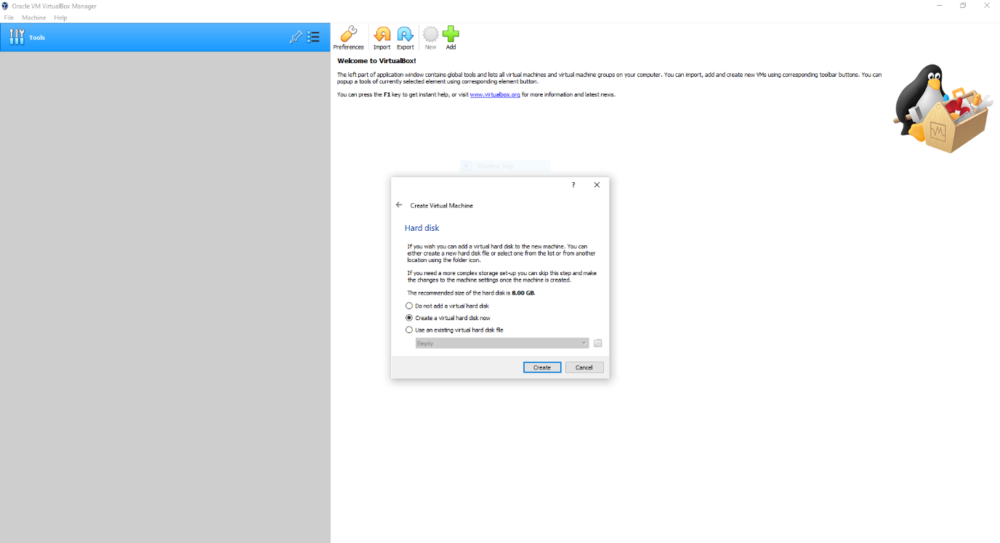 Oracle VM VirtualBox Manager
File Machine Help
Tools
Preferences Import Export New Add
Welcome to VirtualBox!
The left part of application window contains global tools and lists all virtual machines and virtual machine groups on your computer. You can import, add and create new VMs using corresponding toolbar buttons. You can
popup a tools of currently selected element using corresponding element button.
You can press the F1 key to get instant help, or visit www.virtualbox.org for more information and latest news.
Window Snip
?
Create Virtual Machine
Hard disk
If you wish you can add a virtual hard disk to the new machine. You can
either create a new hard disk file or select one from the list or from another
location using the folder icon.
If you need a more complex storage set-up you can skip this step and make
the changes to the machine settings once the machine is created.
The recommended size of the hard disk is 8.00 GB.
Do not add a virtual hard disk
Create a virtual hard disk now
Use an existing virtual hard disk file
Empty
Create Cancel